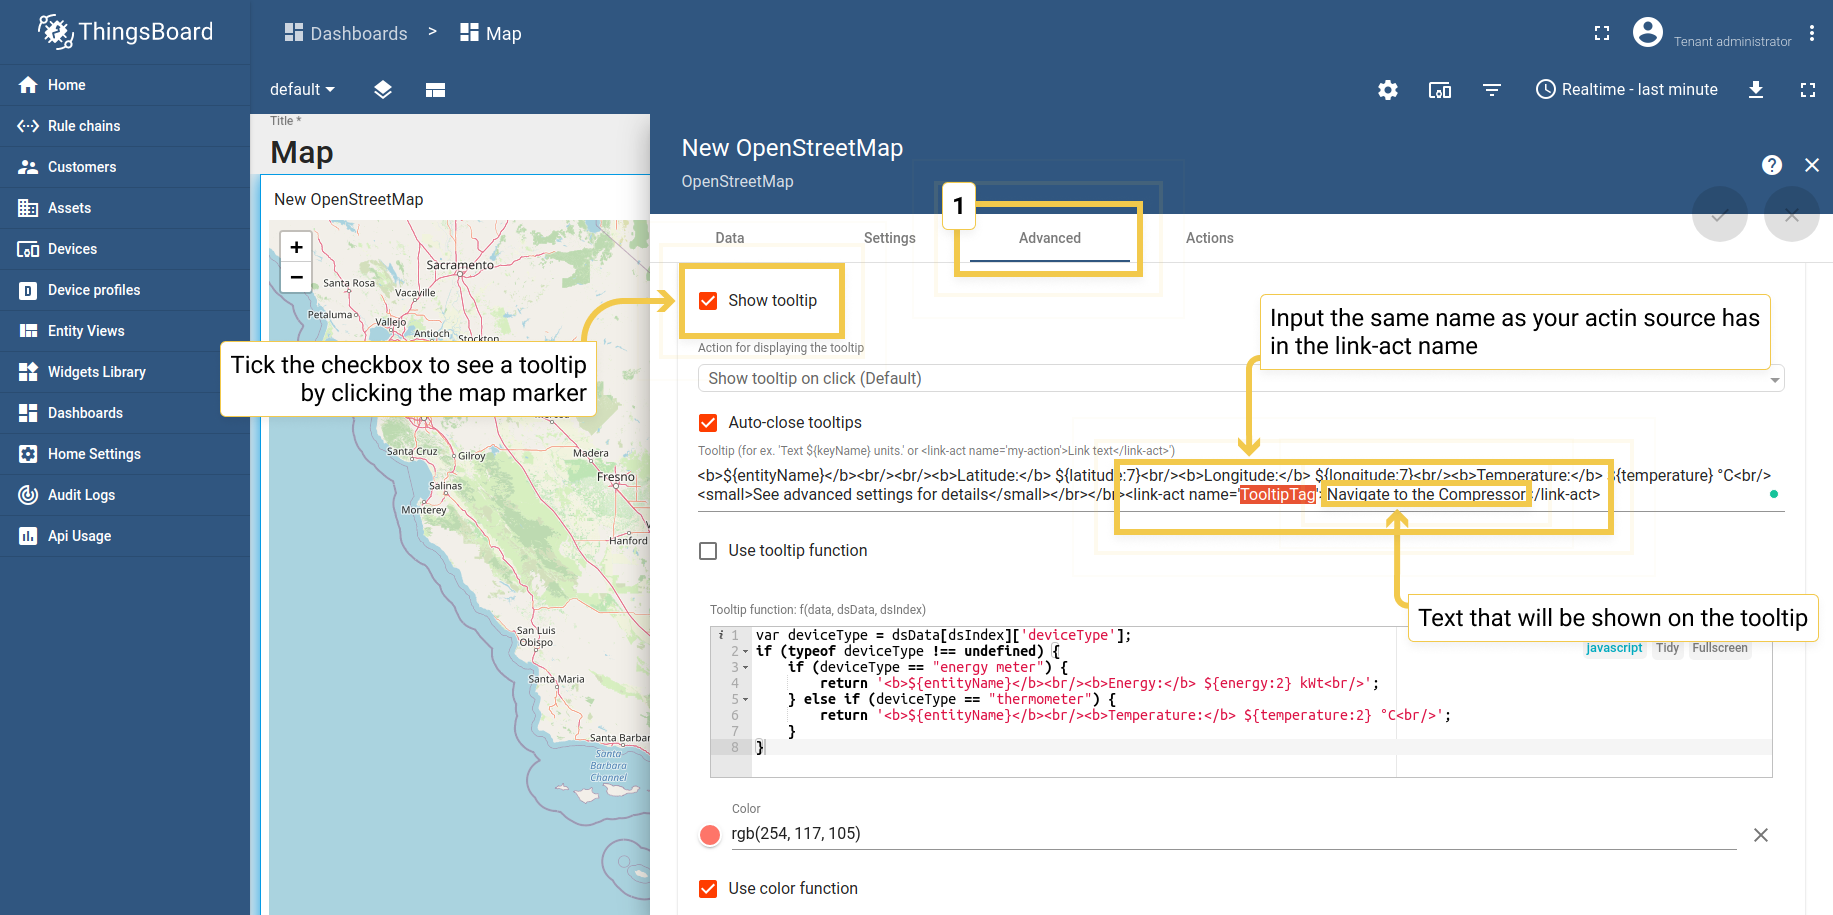 ThingsBoard
Dashboards > Map
Tenant administrator
Home
Rule chains
Customers
Assets
Devices
Device profiles
Entity Views
Widgets Library
Dashboards
Home Settings
Audit Logs
Api Usage
default
Realtime - last minute
Title *
Map
New OpenStreetMap
+
−
Sacramento
Santa Rosa
Vacaville
Petaluma
Vallejo
Antioch
Stockton
Santa Cruz
Gilroy
Madera
Fresno
Salinas
Monterey
Hanford
San Luis
Obispo
Santa Maria
Santa Barbar
Santa
Barbara
Channel
New OpenStreetMap
OpenStreetMap
1
Data
Settings
Advanced
Actions
Show tooltip
Tick the checkbox to see a tooltip
by clicking the map marker
Input the same name as your actin source has
in the link-act name
Action for displaying the tooltip
Show tooltip on click (Default)
Auto-close tooltips
Tooltip (for ex. 'Text ${keyName} units.' or <link-act name='my-action'>Link text</link-act>')
<b>${entityName}</b><br/><br/><b>Latitude:</b> ${latitude:7}<br/><b>Longitude:</b> ${longitude:7}<br/><b>Temperature:</b> ${temperature} °C<br/>
<small>See advanced settings for details</small></br></br><link-act name='TooltipTag'>Navigate to the Compressor</link-act>
Use tooltip function
Text that will be shown on the tooltip
Tooltip function: f(data, dsData, dsIndex)
Javascript Tidy Fullscreen
i 1 var deviceType = dsData[dsIndex]['deviceType'];
2 if (typeof deviceType !== undefined) {
3 if (deviceType == "energy meter") {
4 return '<b>${entityName}</b><br/><b>Energy:</b> ${energy:2} kWt<br/>';
5 } else if (deviceType == "thermometer") {
6 return '<b>${entityName}</b><br/><b>Temperature:</b> ${temperature:2} °C<br/>';
7 }
8 }
Color
rgb(254, 117, 105)
Use color function